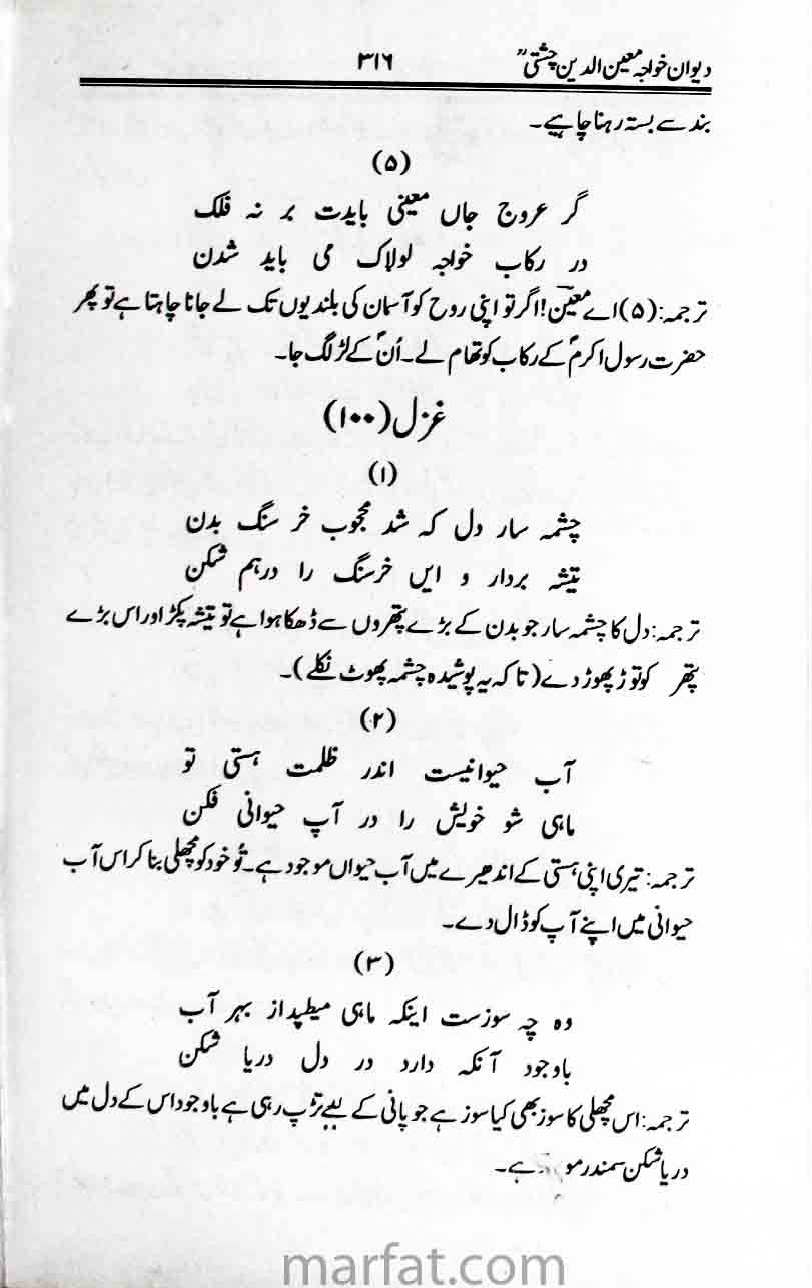 دیوان خواجہ معین الدین چشتیؒ ۳۱۶
بند سے بستہ رہنا چاہیے۔
(۵)
گر عروج جاں معینی بایدت بر نہ فلک
در رکاب خواجہ لولاک می باید شدن
ترجمہ: (۵) اے معینؔ! اگر تو اپنی روح کو آسمان کی بلندیوں تک لے جانا چاہتا ہے تو پھر
حضرت رسول اکرمؐ کے رکاب کو تھام لے۔ اُنؐ کے لڑ لگ جا۔
غزل (۱۰۰)
(۱)
چشمہ سار دل کہ شد محجوب خر سنگ بدن
تیشہ بردار و ایں خرسنگ را درہم شکن
ترجمہ: دل کا چشمہ سار جو بدن کے بڑے پتھروں سے ڈھکا ہوا ہے تو تیشہ پکڑ اور اس بڑے
پتھر کو توڑ پھوڑ دے (تاکہ یہ پوشیدہ چشمہ پھوٹ نکلے)۔
(۲)
آب حیوانیست اندر ظلمت ہستی تو
ماہی شو خویش را در آپ حیوانی فکن
ترجمہ: تیری اپنی ہستی کے اندھیرے میں آب حیواں موجود ہے۔ تُو خود کو مچھلی بنا کر اس آب
حیوانی میں اپنے آپ کو ڈال دے۔
(۳)
وہ چہ سوزست اینکہ ماہی میطپداز بہر آب
باوجود آنکہ دارد در دل دریا شکن
ترجمہ: اس مچھلی کا سوز بھی کیا سوز ہے جو پانی کے لیے تڑپ رہی ہے باوجود اس کے دل میں
دریا شکن سمندر ہے۔
marfat.com